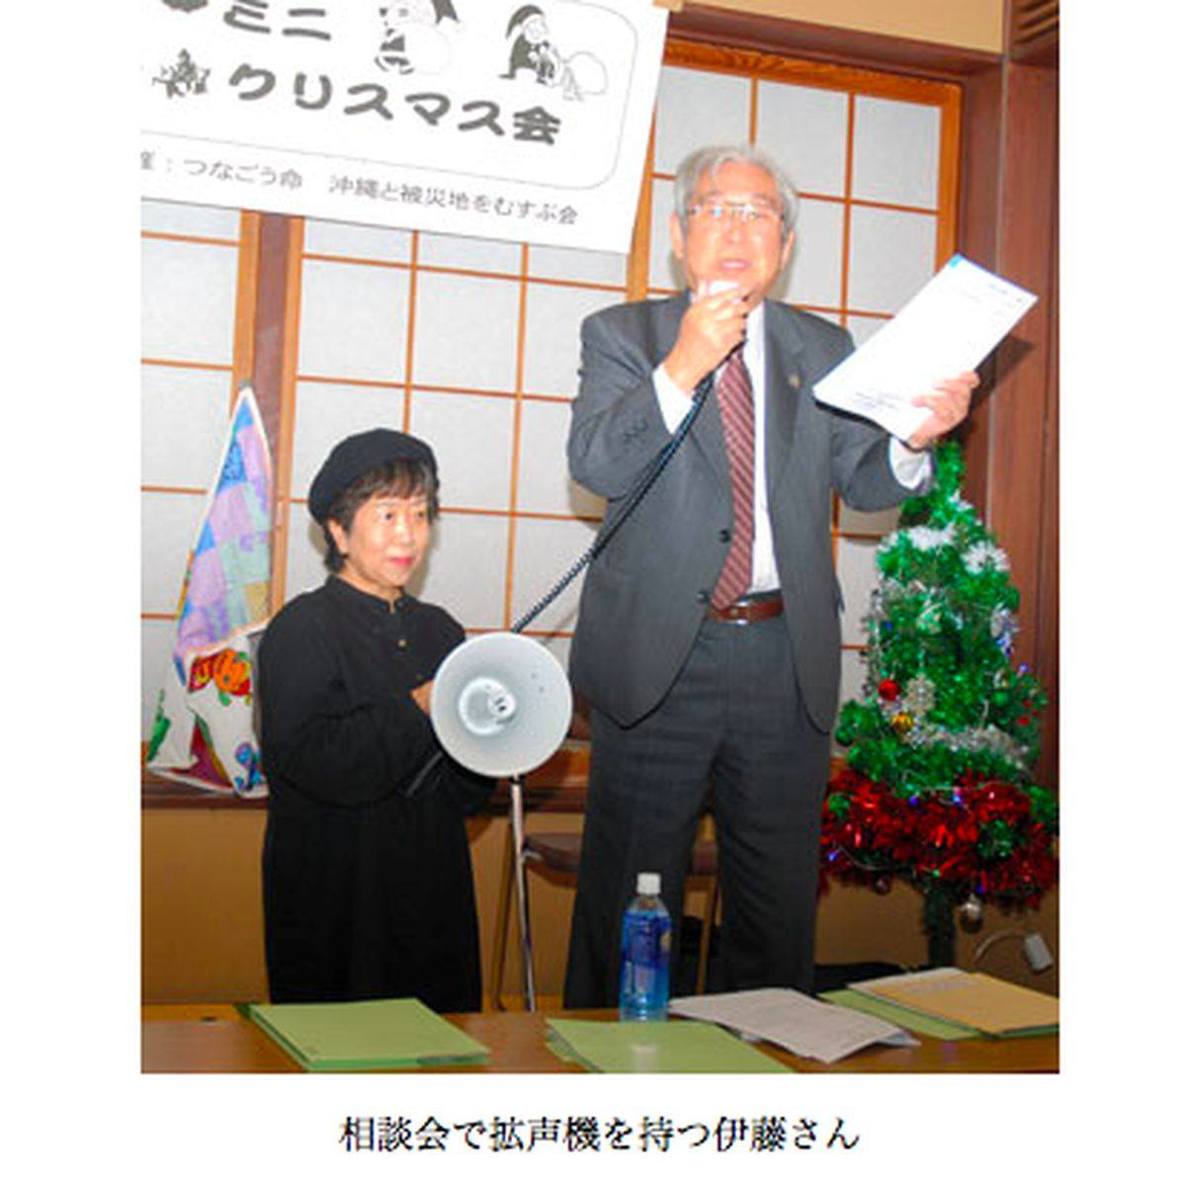 ミニ
クリスマス会
催：つなごう命　沖縄と被災地をむすぶ会
相談会で拡声機を持つ伊藤さん